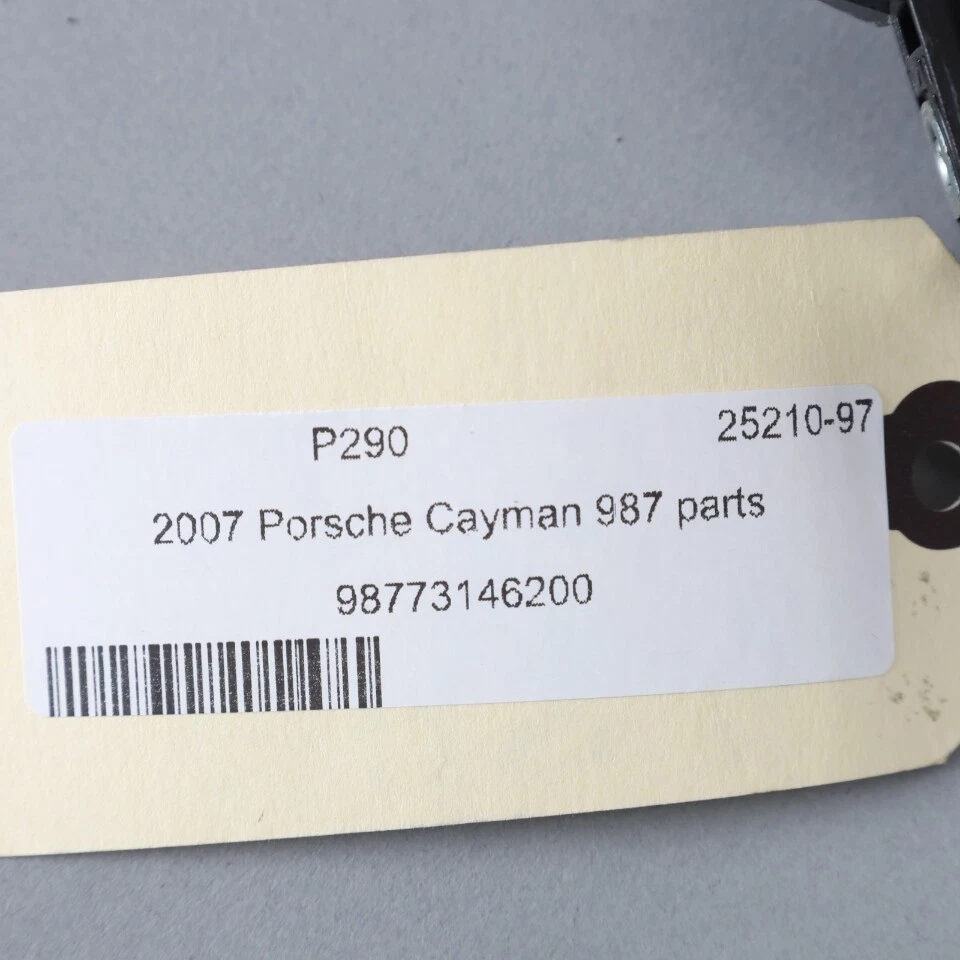 P290 25210-97
2007 Porsche Cayman 987 parts
98773146200